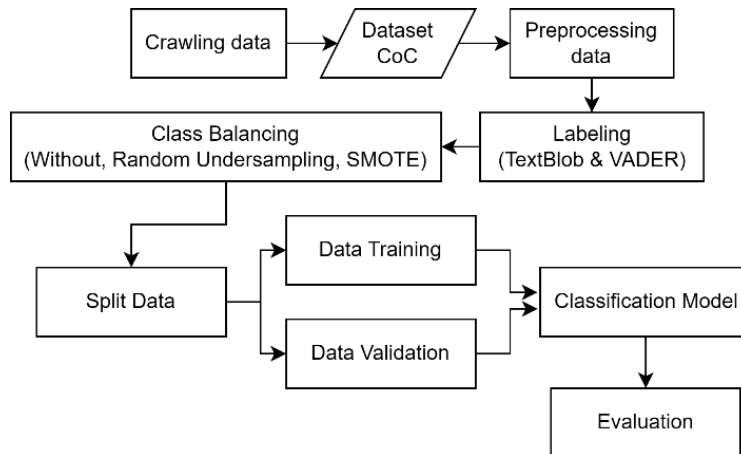 Crawling data
Dataset
CoC
Preprocessing
data
Class Balancing
(Without, Random Undersampling, SMOTE)
Labeling
(TextBlob & VADER)
Data Training
Split Data
Classification Model
Data Validation
Evaluation